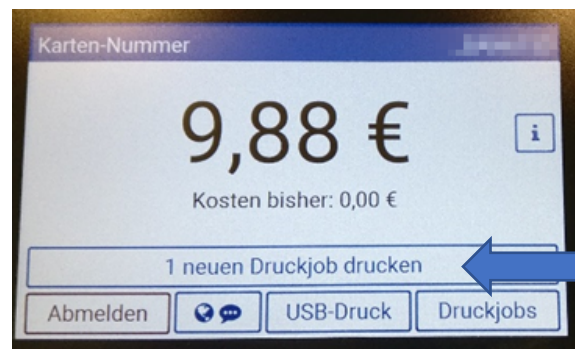 Karten-Nummer
9,88 €
i
Kosten bisher: 0,00 €
1 neuen Druckjob drucken
Abmelden USB-Druck Druckjobs